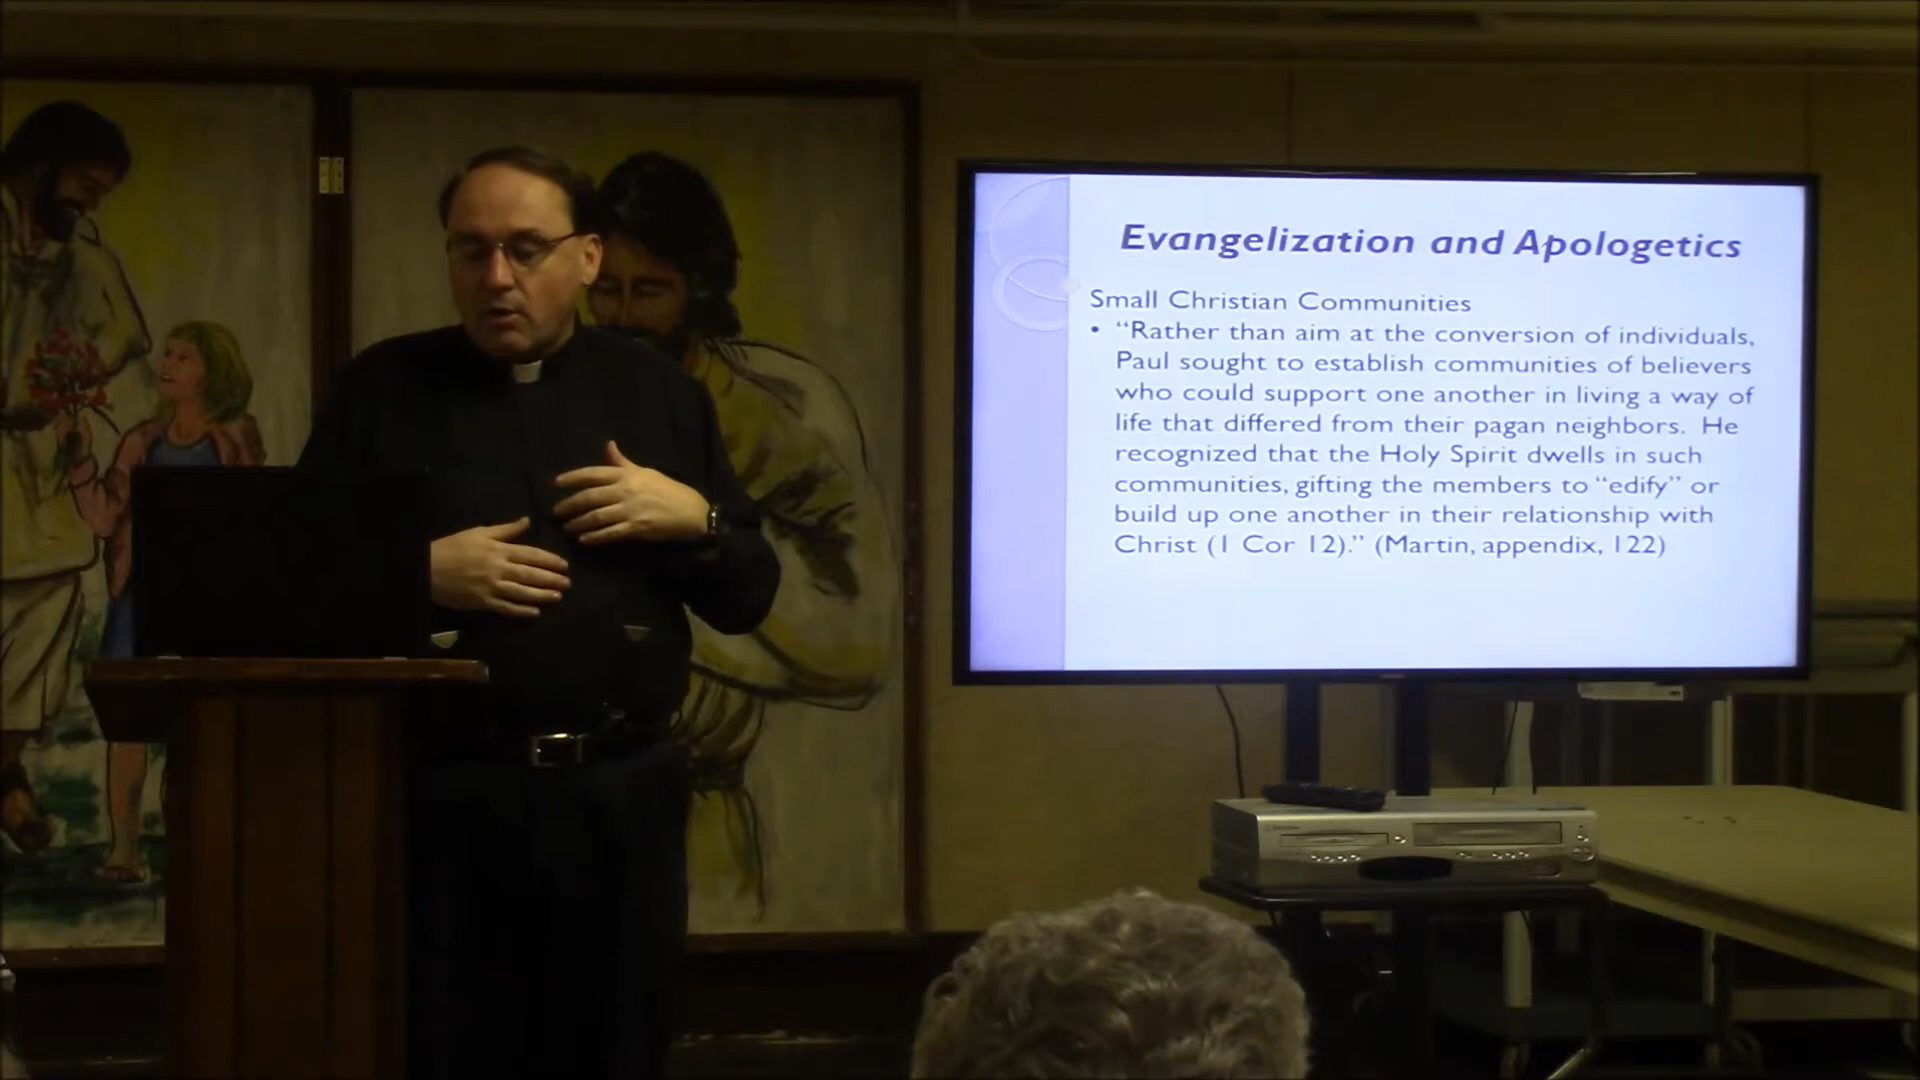 Evangelization and Apologetics
Small Christian Communities
• “Rather than aim at the conversion of individuals,
Paul sought to establish communities of believers
who could support one another in living a way of
life that differed from their pagan neighbors. He
recognized that the Holy Spirit dwells in such
communities, gifting the members to “edify” or
build up one another in their relationship with
Christ (1 Cor 12).” (Martin, appendix, 122)